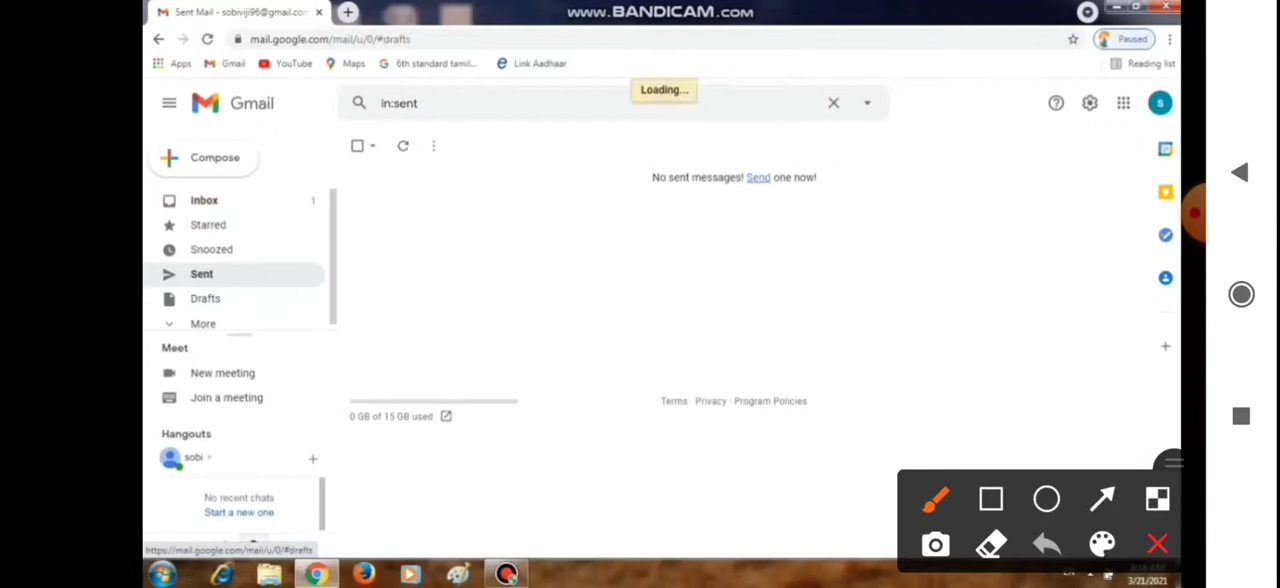 www.BANDICAM.com
Sent Mail - sobiviji96@gmail.com
Paused
mail.google.com/mail/u/0/#drafts
Apps Gmail YouTube Maps 6th standard tamil... Link Aadhaar Reading list
Loading...
Gmail
in:sent
S
Compose
No sent messages! Send one now!
Inbox 1
Starred
Snoozed
Sent
Drafts
More
Meet
New meeting
Join a meeting
Terms · Privacy · Program Policies
0 GB of 15 GB used
Hangouts
sobi
No recent chats
Start a new one
https://mail.google.com/mail/u/0/#drafts
3/21/2021